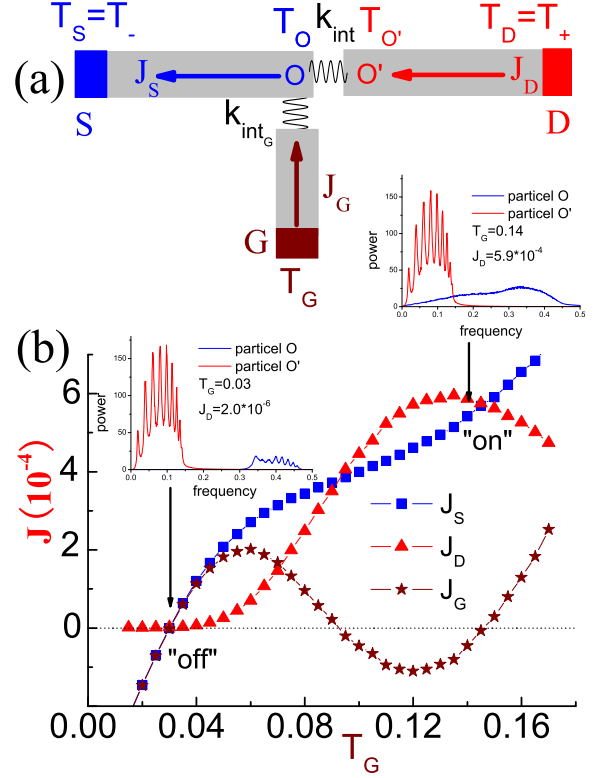 (a)
T_S=T_-
T_O
k_int
T_O'
T_D=T_+
J_S
O
O'
J_D
S
D
k_int_G
J_G
G
T_G
power
150
100
50
0
particel O
particel O'
T_G=0.14
J_D=5.9*10^-4
0.0 0.1 0.2 0.3 0.4 0.5
frequency
(b)
150
100
50
0
power
particel O
particel O'
T_G=0.03
J_D=2.0*10^-6
0.0 0.1 0.2 0.3 0.4 0.5
frequency
"on"
"off"
J_S
J_D
J_G
J(10^-4)
6
4
2
0
0.00 0.04 0.08 0.12 0.16
T_G